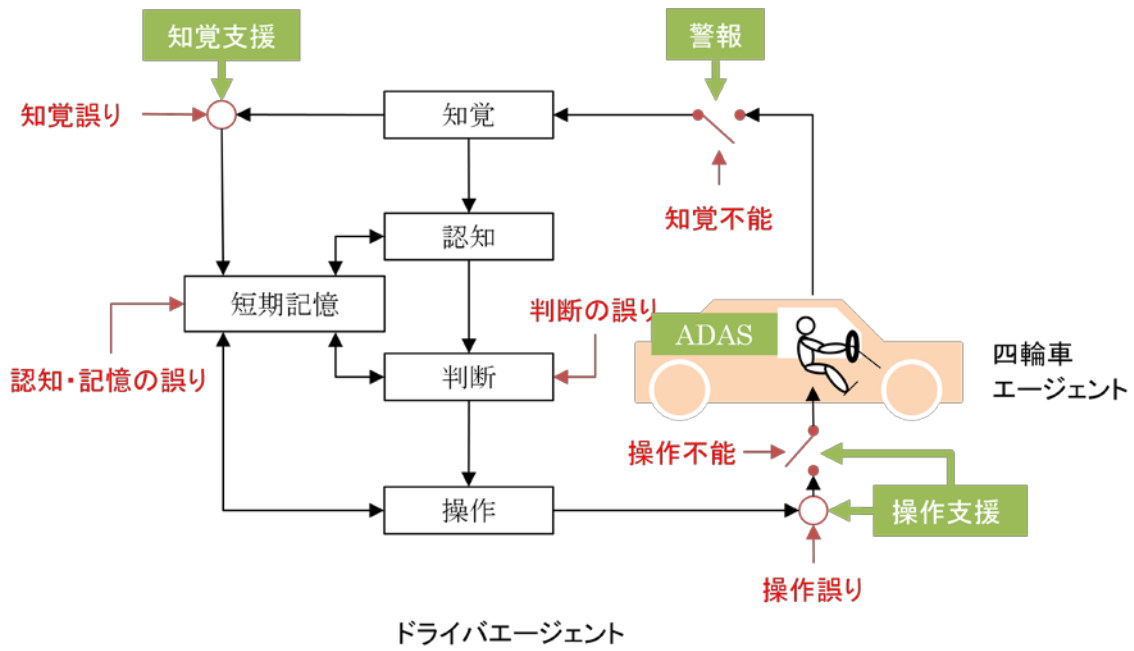 知覚支援
警報
知覚誤り
知覚
知覚不能
認知
短期記憶
判断の誤り
ADAS
四輪車
エージェント
認知・記憶の誤り
判断
操作不能
操作
操作支援
操作誤り
ドライバエージェント